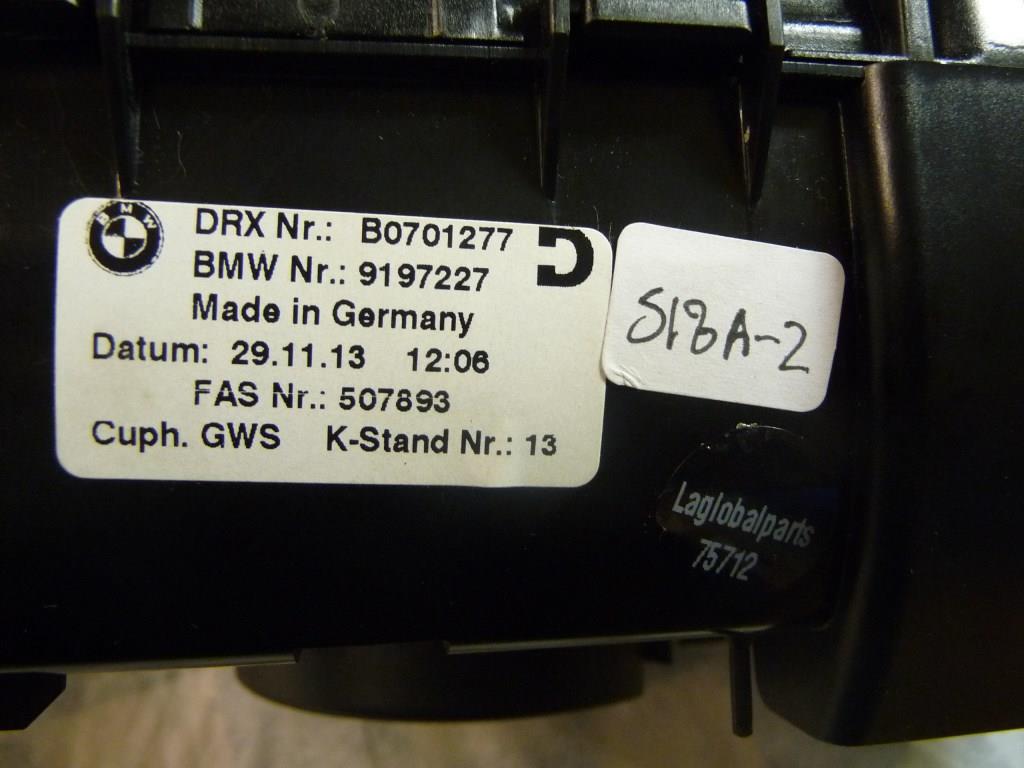 BMW
DRX Nr.: B0701277
BMW Nr.: 9197227
Made in Germany
Datum: 29.11.13 12:06
FAS Nr.: 507893
Cuph. GWS K-Stand Nr.: 13
S18A-2
Laglobalparts
75712